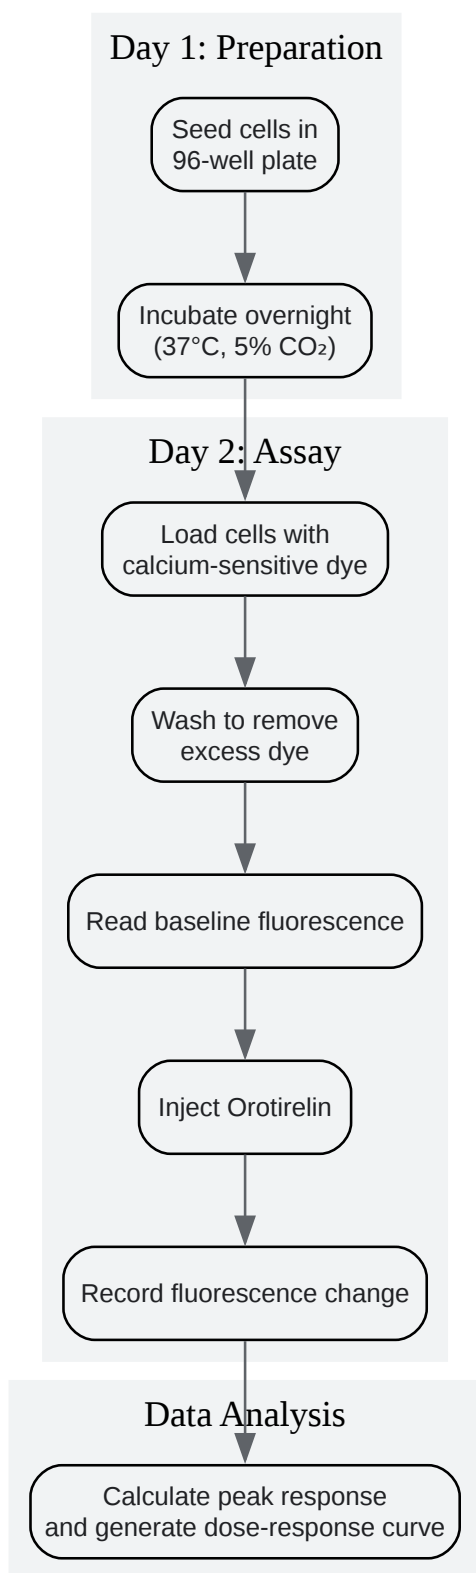 Day 1: Preparation
Seed cells in
96-well plate
Incubate overnight
(37°C, 5% CO₂)
Day 2: Assay
Load cells with
calcium-sensitive dye
Wash to remove
excess dye
Read baseline fluorescence
Inject Orotirelin
Record fluorescence change
Data Analysis
Calculate peak response
and generate dose-response curve